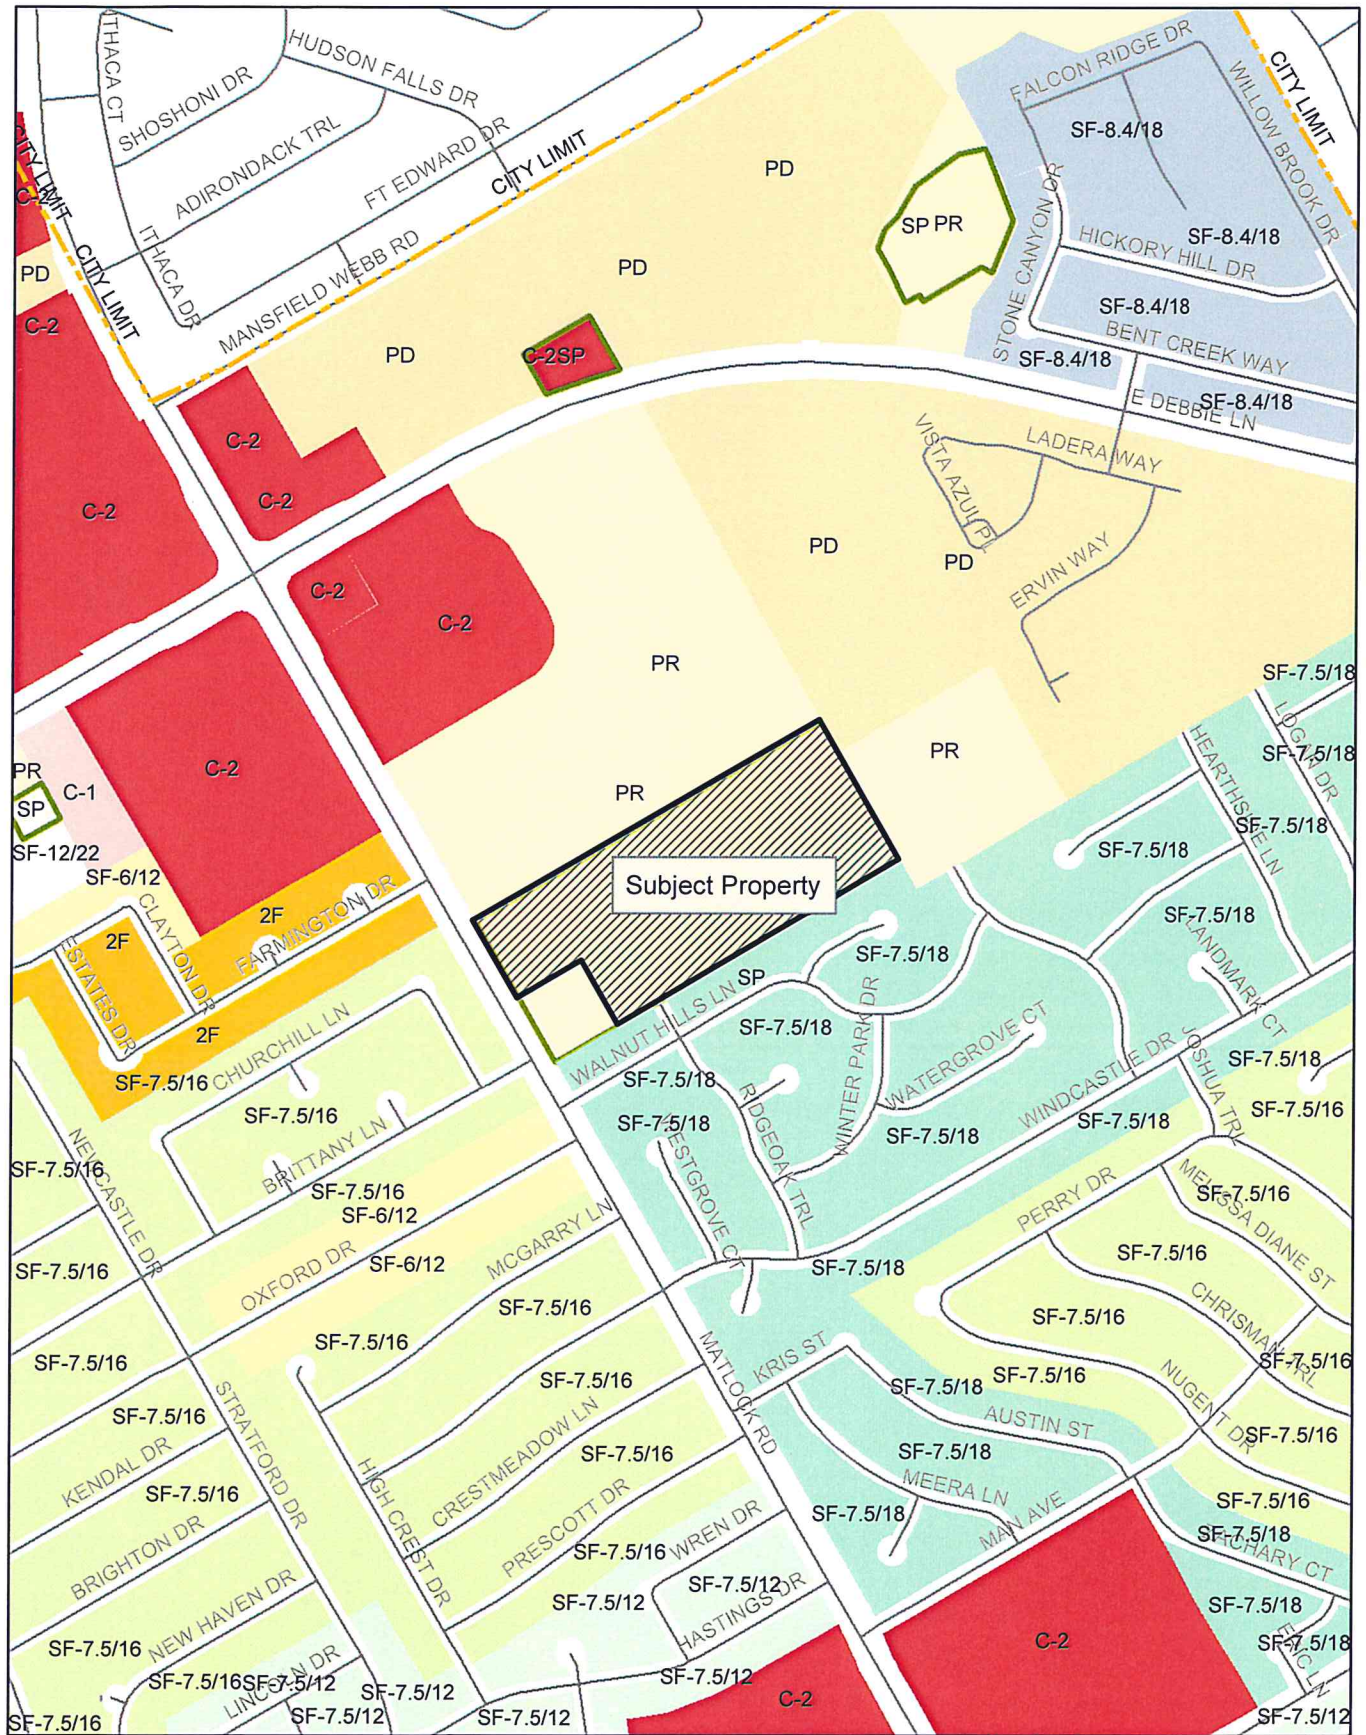 ITHACA CT
SHOSHONI DR
HUDSON FALLS DR
ADIRONDACK TRL
FT EDWARD DR
CITY LIMIT
ITHACA DR
MANSFIELD WEBB RD
CITY LIMIT
C-2
CITY LIMIT
PD
C-2
C-2
FALCON RIDGE DR
WILLOW BROOK DR
CITY LIMIT
SF-8.4/18
PD
SP PR
STONE CANYON DR
SF-8.4/18
HICKORY HILL DR
PD
SF-8.4/18
BENT CREEK WAY
SF-8.4/18
PD
C-2SP
SF-8.4/18
E DEBBIE LN
C-2
C-2
VISTA AZUL PL
LADERA WAY
PD
PD
ERVIN WAY
C-2
C-2
PR
SF-7.5/18
LOGAN DR
HEARTHSIDE LN
SF-7.5/18
PR
PR
C-2
PR
C-1
SP
SF-12/22
SF-6/12
SF-7.5/18
SF-7.5/18
Subject Property
CLAYTON DR
2F
FARMINGTON DR
2F
ESTATES DR
2F
SF-7.5/18
LANDMARK CT
SF-7.5/18
SP
WALNUT HILLS LN
SF-7.5/18
WINTER PARK DR
WATERGROVE CT
CHURCHILL LN
SF-7.5/16
SF-7.5/16
BRITTANY LN
SF-7.5/16
SF-7.5/18
RIDGEOAK TRL
SF-7.5/18
SF-7.5/18
WINDCASTLE DR
SF-7.5/18
JOSHUA TRL
SF-7.5/18
SF-7.5/16
NEWCASTLE DR
SF-7.5/16
SF-6/12
OXFORD DR
SF-6/12
MCGARRY LN
PERRY DR
MELISSA DIANE ST
SF-7.5/16
SF-7.5/16
SF-7.5/18
SF-7.5/16
CHRISMAN TRL
SF-7.5/16
SF-7.5/16
SF-7.5/16
SF-7.5/16
MATLOCK RD
KRIS ST
SF-7.5/16
NUGENT DR
SF-7.5/16
SF-7.5/16
SF-7.5/18
AUSTIN ST
STRATFORD DR
SF-7.5/16
KENDAL DR
HIGH CREST DR
CRESTMEADOW LN
SF-7.5/16
SF-7.5/18
MEERA LN
SF-7.5/16
SF-7.5/16
PRESCOTT DR
SF-7.5/18
MAN AVE
SF-7.5/16
BRIGHTON DR
SF-7.5/16
WREN DR
SF-7.5/18
ZACHARY CT
NEW HAVEN DR
SF-7.5/12
SF-7.5/12
HASTINGS DR
SF-7.5/18
ERIC LN
SF-7.5/16
C-2
SF-7.5/18
SF-7.5/16
SF-7.5/12
LINCOLN DR
SF-7.5/12
SF-7.5/12
C-2
SF-7.5/16
SF-7.5/12
SF-7.5/12
SF-7.5/12